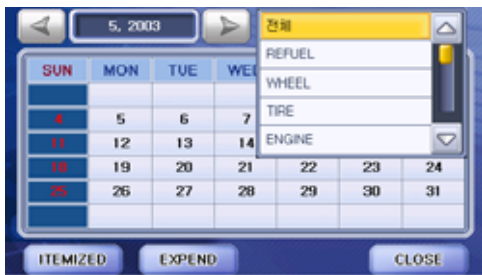 5, 2003
전체
REFUEL
WHEEL
TIRE
ENGINE
SUN MON TUE WE
4 5 6 7
11 12 13 14
18 19 20 21 22 23 24
25 26 27 28 29 30 31
ITEMIZED EXPEND CLOSE